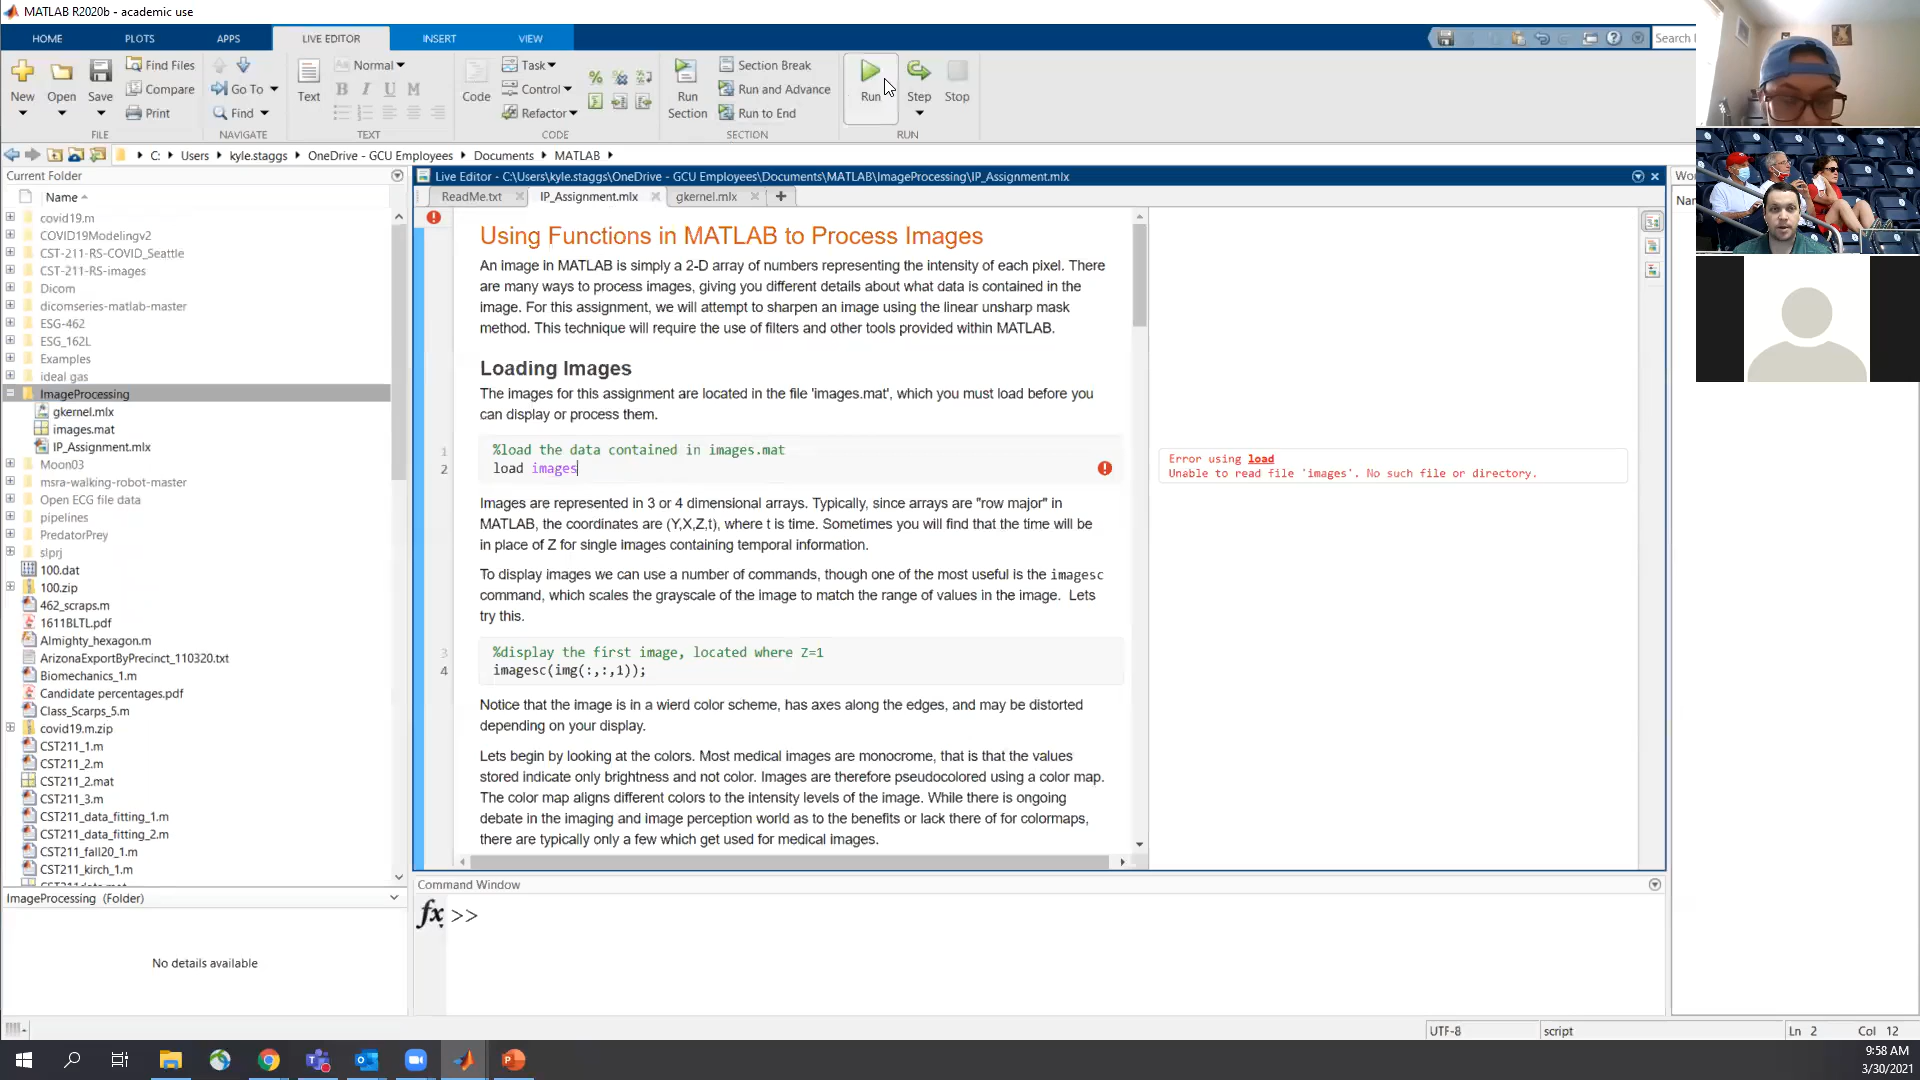 MATLAB R2020b - academic use
HOME PLOTS APPS LIVE EDITOR INSERT VIEW
Find Files Normal Task Section Break
New Open Save Compare Go To Text B I U M Code Control Run Section Run and Advance Run Step Stop
Print Find Refactor Run to End
FILE NAVIGATE TEXT CODE SECTION RUN
C: Users kyle.staggs OneDrive - GCU Employees Documents MATLAB
Current Folder
Name
covid19.m
COVID19Modelingv2
CST-211-RS-COVID_Seattle
CST-211-RS-images
Dicom
dicomseries-matlab-master
ESG-462
ESG_162L
Examples
ideal gas
ImageProcessing
gkernel.mlx
images.mat
IP_Assignment.mlx
Moon03
msra-walking-robot-master
Open ECG file data
pipelines
PredatorPrey
slprj
100.dat
100.zip
462_scraps.m
1611BLTL.pdf
Almighty_hexagon.m
ArizonaExportByPrecinct_110320.txt
Biomechanics_1.m
Candidate percentages.pdf
Class_Scarps_5.m
covid19.m.zip
CST211_1.m
CST211_2.m
CST211_2.mat
CST211_3.m
CST211_data_fitting_1.m
CST211_data_fitting_2.m
CST211_fall20_1.m
CST211_kirch_1.m
ImageProcessing (Folder)
No details available
Live Editor - C:\Users\kyle.staggs\OneDrive - GCU Employees\Documents\MATLAB\ImageProcessing\IP_Assignment.mlx
ReadMe.txt IP_Assignment.mlx gkernel.mlx
Using Functions in MATLAB to Process Images
An image in MATLAB is simply a 2-D array of numbers representing the intensity of each pixel. There
are many ways to process images, giving you different details about what data is contained in the
image. For this assignment, we will attempt to sharpen an image using the linear unsharp mask
method. This technique will require the use of filters and other tools provided within MATLAB.
Loading Images
The images for this assignment are located in the file 'images.mat', which you must load before you
can display or process them.
1 %load the data contained in images.mat
2 load images
Images are represented in 3 or 4 dimensional arrays. Typically, since arrays are "row major" in
MATLAB, the coordinates are (Y,X,Z,t), where t is time. Sometimes you will find that the time will be
in place of Z for single images containing temporal information.
To display images we can use a number of commands, though one of the most useful is the imagesc
command, which scales the grayscale of the image to match the range of values in the image. Lets
try this.
3 %display the first image, located where Z=1
4 imagesc(img(:,:,1));
Notice that the image is in a wierd color scheme, has axes along the edges, and may be distorted
depending on your display.
Lets begin by looking at the colors. Most medical images are monocrome, that is that the values
stored indicate only brightness and not color. Images are therefore pseudocolored using a color map.
The color map aligns different colors to the intensity levels of the image. While there is ongoing
debate in the imaging and image perception world as to the benefits or lack there of for colormaps,
there are typically only a few which get used for medical images.
Error using load
Unable to read file 'images'. No such file or directory.
Command Window
fx >>
UTF-8 script Ln 2 Col 12
9:58 AM
3/30/2021